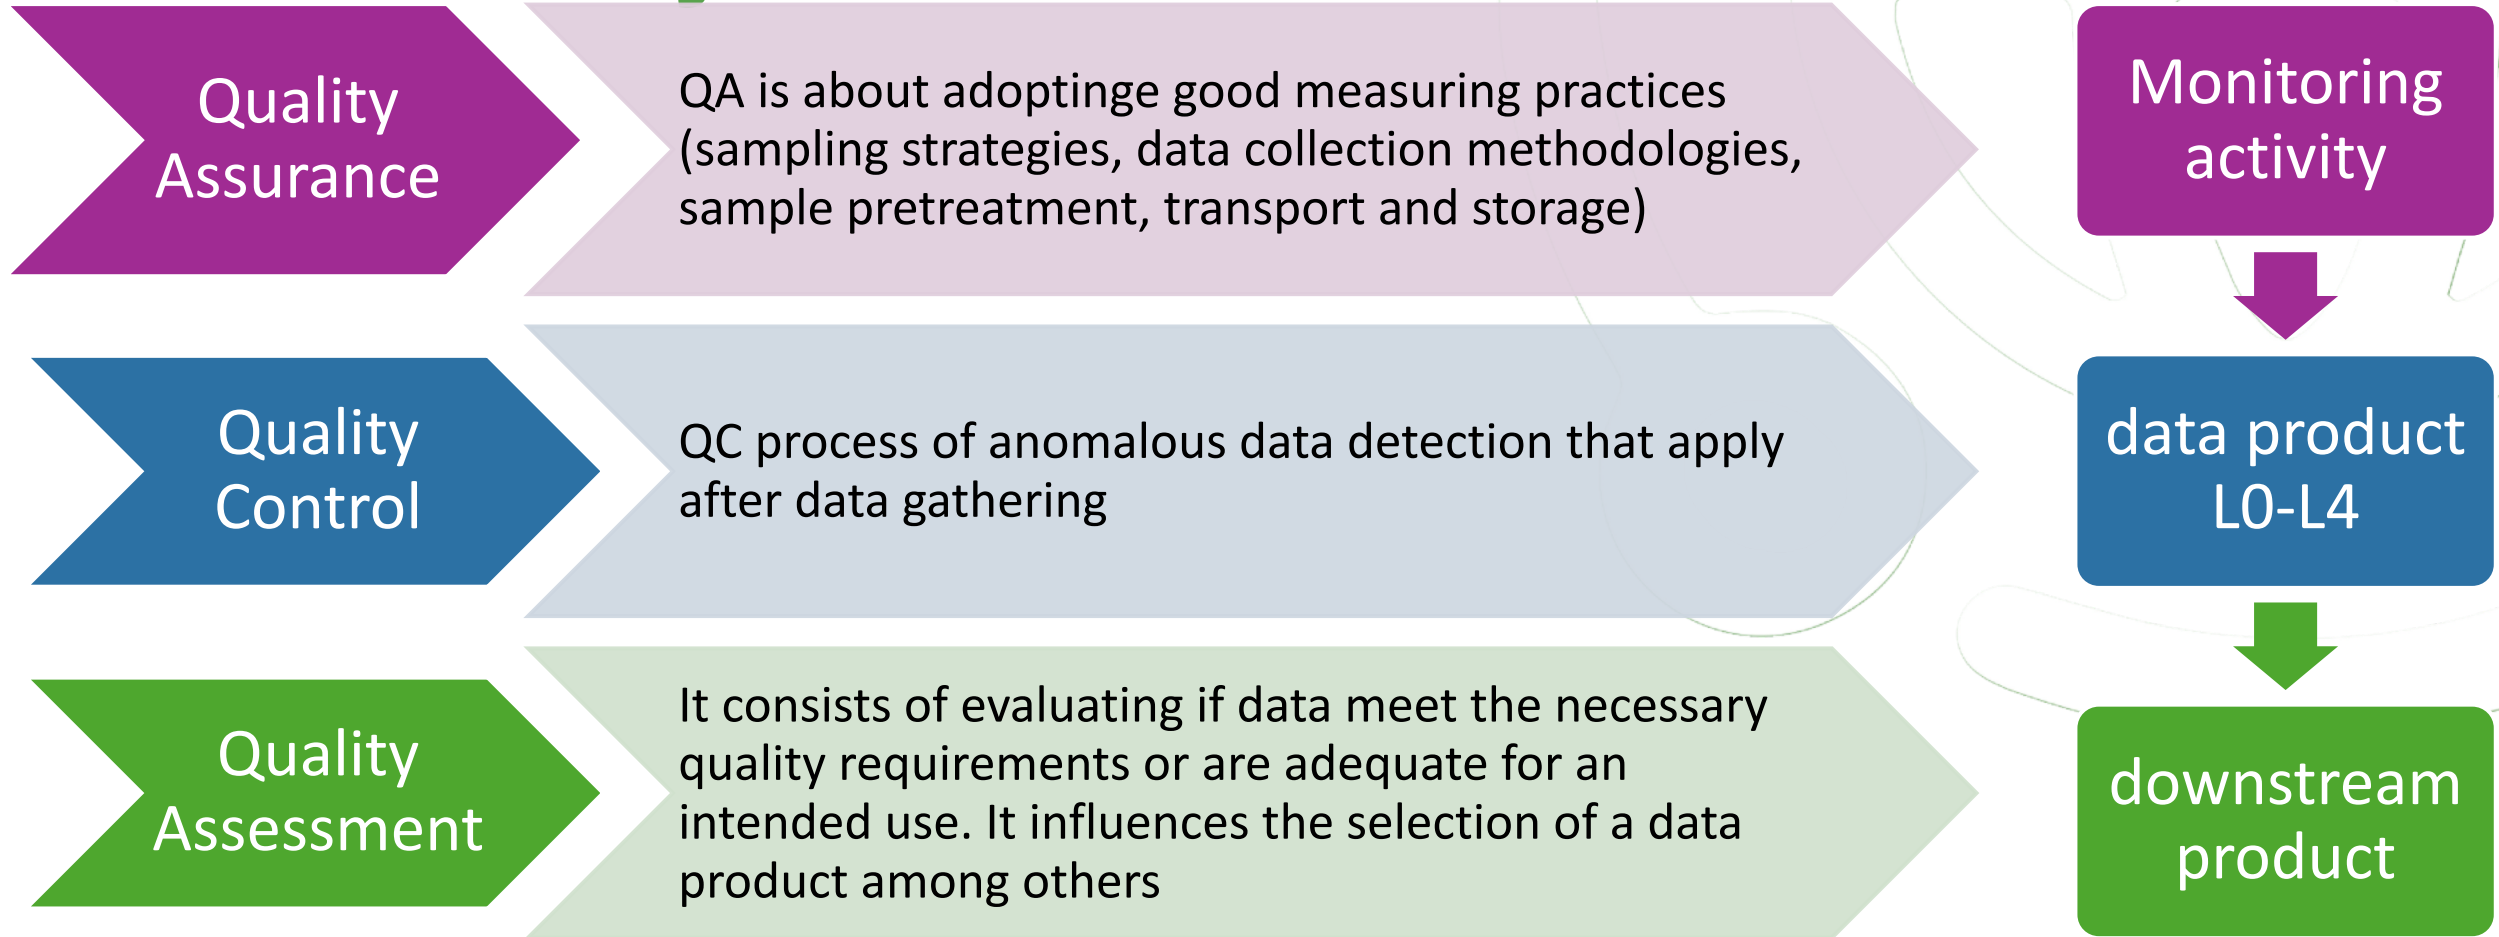 Quality
Assurance
QA is about adopting good measuring practice
(sampling strategies, data collection methodologies,
sample pretreatment, transport and storage)
Monitoring
activity
Quality
Control
QC process of anomalous data detection that apply
after data gathering
data product
L0-L4
Quality
Assessment
It consists of evaluating if data meet the necessary
quality requirements or are adequate for an
intended use. It influences the selection of a data
product among others
downstream
product